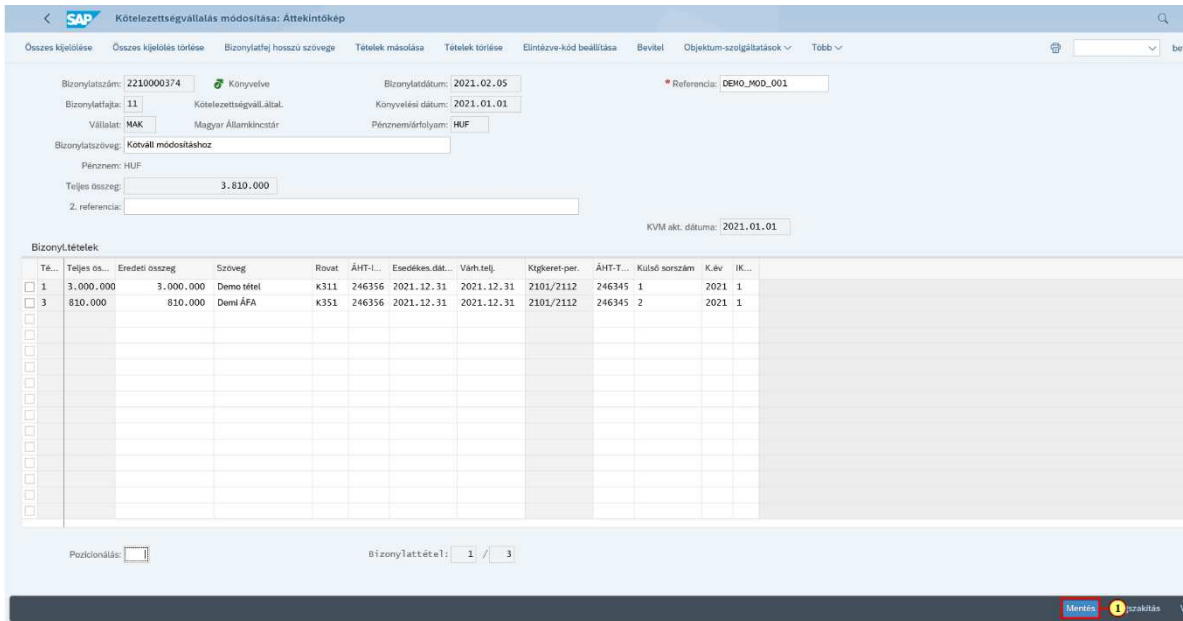 SAP Kötelezettségvállalás módosítása: Áttekintőkép
Összes kijelölése Összes kijelölés törlése Bizonylatfej hosszú szövege Tételek másolása Tételek törlése Elintézve-kód beállítása Bevitel Objektum-szolgáltatások Több be
Bizonylatszám: 2210000374 Könyvelve Bizonylatdátum: 2021.02.05 * Referencia: DEMO_MOD_001
Bizonylatfajta: 11 Kötelezettségváll.által. Könyvelési dátum: 2021.01.01
Vállalat: MAK Magyar Államkincstár Pénznem/árfolyam: HUF
Bizonylatszöveg: Kötváll módosításhoz
Pénznem: HUF
Teljes összeg: 3.810.000
2. referencia:
KVM akt. dátuma: 2021.01.01
Bizonyl.tételek
Té... Teljes ös... Eredeti összeg Szöveg Rovat ÁHT-I... Esedékes.dát... Várh.telj. Ktgkeret-per. ÁHT-T... Külső sorszám K.év IK...
1 3.000.000 3.000.000 Demo tétel K311 246356 2021.12.31 2021.12.31 2101/2112 246345 1 2021 1
3 810.000 810.000 Demi ÁFA K351 246356 2021.12.31 2021.12.31 2101/2112 246345 2 2021 1
Pozicionálás: Bizonylattétel: 1 / 3
Mentés 1 szakítás